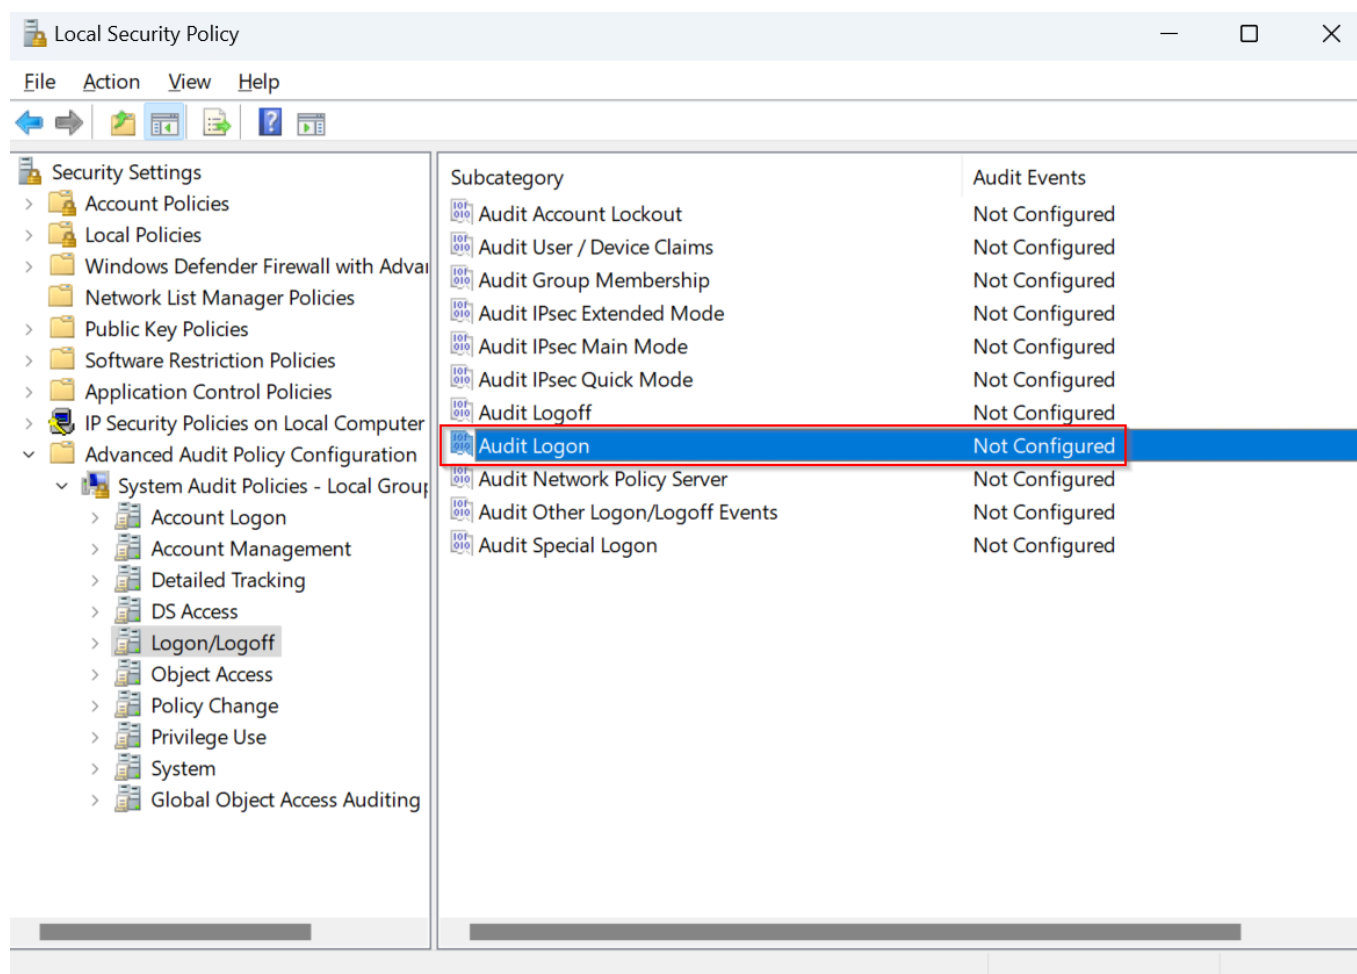 Local Security Policy
File Action View Help
Security Settings
Account Policies
Local Policies
Windows Defender Firewall with Advar
Network List Manager Policies
Public Key Policies
Software Restriction Policies
Application Control Policies
IP Security Policies on Local Computer
Advanced Audit Policy Configuration
System Audit Policies - Local Group
Account Logon
Account Management
Detailed Tracking
DS Access
Logon/Logoff
Object Access
Policy Change
Privilege Use
System
Global Object Access Auditing
Subcategory Audit Events
Audit Account Lockout Not Configured
Audit User / Device Claims Not Configured
Audit Group Membership Not Configured
Audit IPsec Extended Mode Not Configured
Audit IPsec Main Mode Not Configured
Audit IPsec Quick Mode Not Configured
Audit Logoff Not Configured
Audit Logon Not Configured
Audit Network Policy Server Not Configured
Audit Other Logon/Logoff Events Not Configured
Audit Special Logon Not Configured